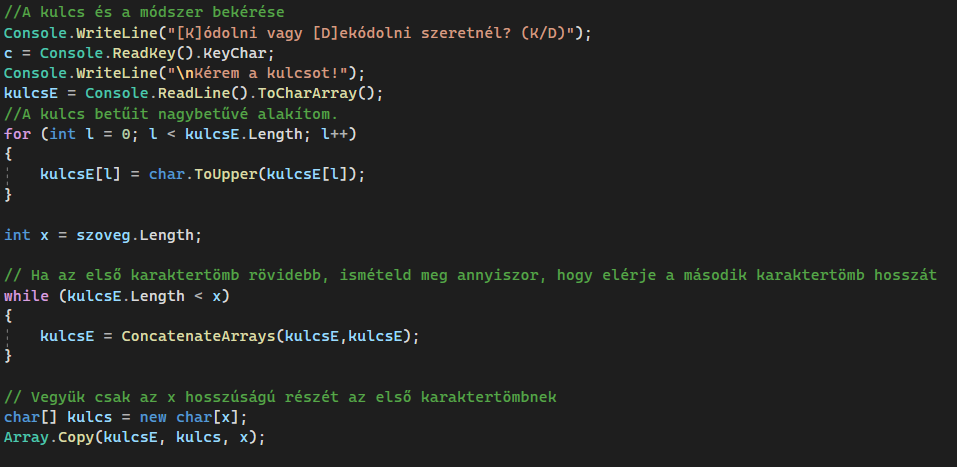 //A kulcs és a módszer bekérése
Console.WriteLine("[K]ódolni vagy [D]ekódolni szeretnél? (K/D)");
c = Console.ReadKey().KeyChar;
Console.WriteLine("\nKérem a kulcsot!");
kulcsE = Console.ReadLine().ToCharArray();
//A kulcs betűit nagybetűvé alakítom.
for (int l = 0; l < kulcsE.Length; l++)
{
    kulcsE[l] = char.ToUpper(kulcsE[l]);
}

int x = szoveg.Length;

// Ha az első karaktertömb rövidebb, ismételd meg annyiszor, hogy elérje a második karaktertömb hosszát
while (kulcsE.Length < x)
{
    kulcsE = ConcatenateArrays(kulcsE,kulcsE);
}

// Vegyük csak az x hosszúságú részét az első karaktertömbnek
char[] kulcs = new char[x];
Array.Copy(kulcsE, kulcs, x);